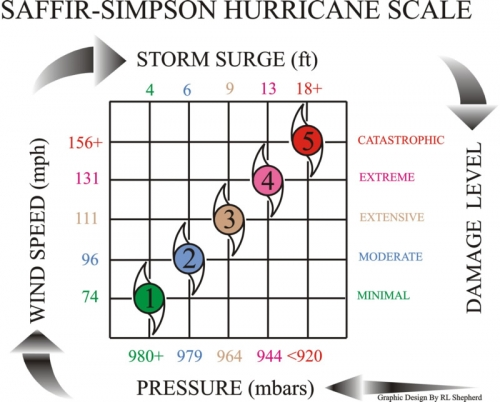 SAFFIR-SIMPSON HURRICANE SCALE
STORM SURGE (ft)
4 6 9 13 18+
WIND SPEED (mph)
DAMAGE LEVEL
156+ 5 CATASTROPHIC
131 4 EXTREME
111 3 EXTENSIVE
96 2 MODERATE
74 1 MINIMAL
980+ 979 964 944 <920
PRESSURE (mbars)
Graphic Design By RL Shepherd